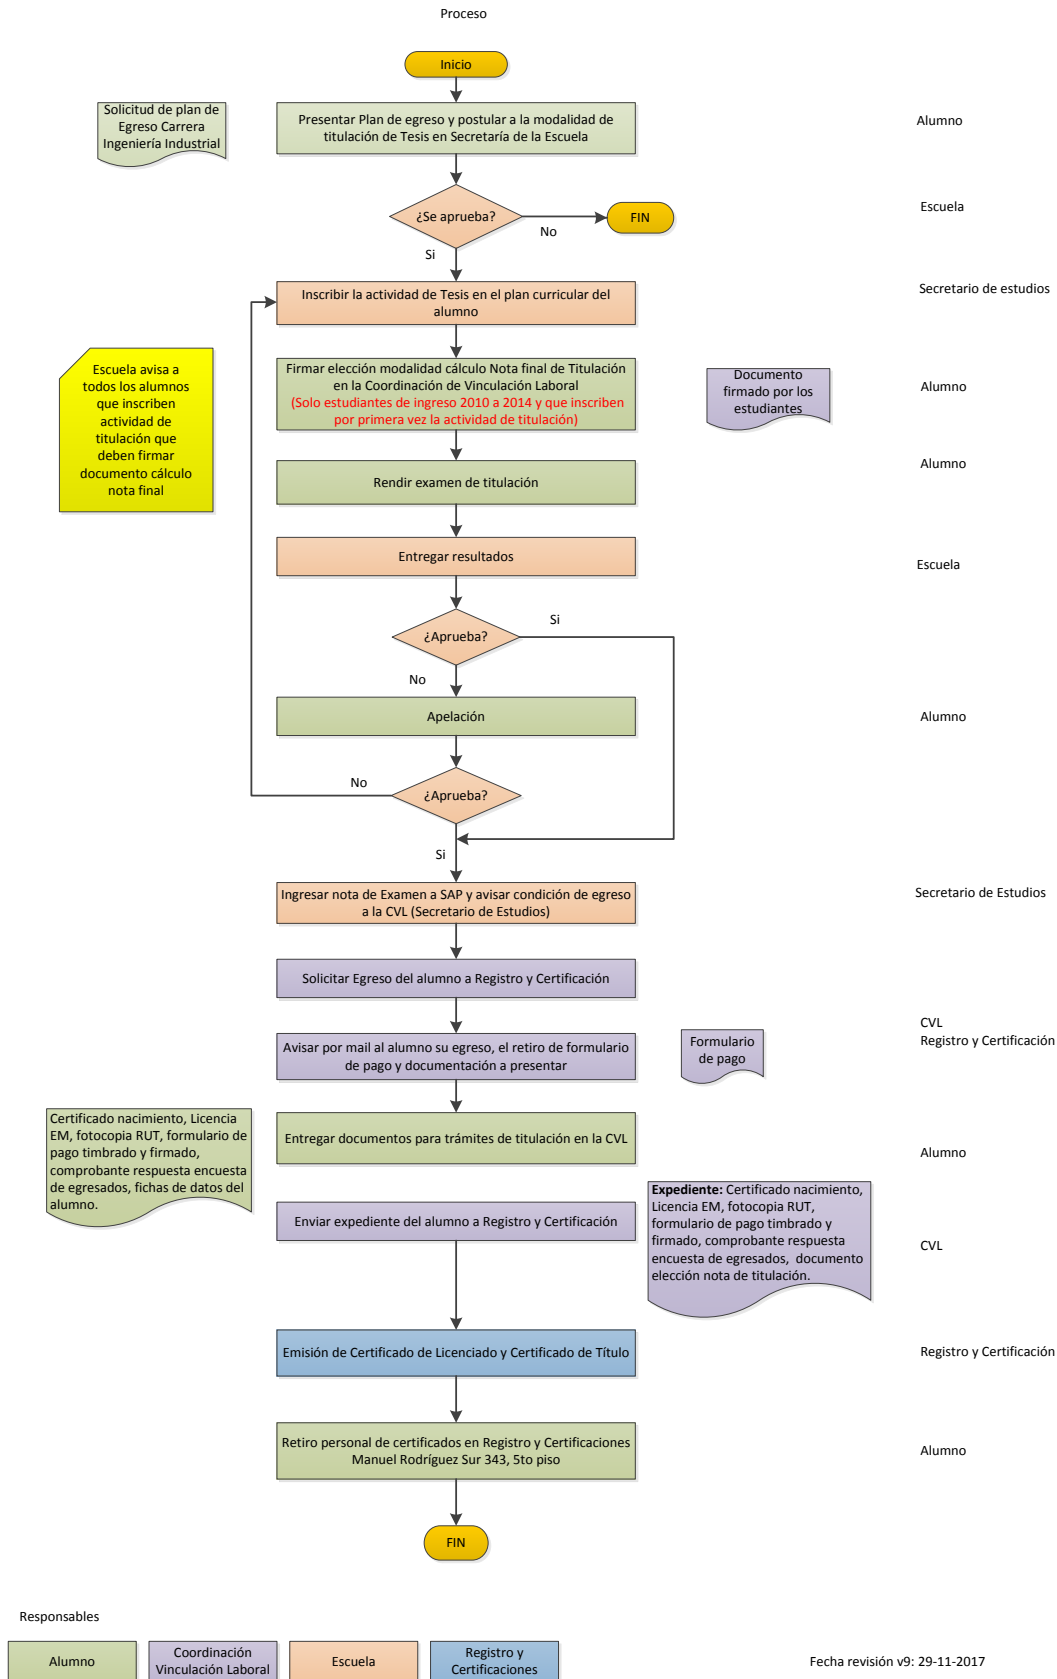 Proceso
Inicio
Solicitud de plan de
Egreso Carrera
Ingeniería Industrial
Presentar Plan de egreso y postular a la modalidad de
titulación de Tesis en Secretaría de la Escuela
Alumno
¿Se aprueba?
No
FIN
Escuela
Si
Inscribir la actividad de Tesis en el plan curricular del
alumno
Secretario de estudios
Escuela avisa a
todos los alumnos
que inscriben
actividad de
titulación que
deben firmar
documento cálculo
nota final
Firmar elección modalidad cálculo Nota final de Titulación
en la Coordinación de Vinculación Laboral
(Solo estudiantes de ingreso 2010 a 2014 y que inscriben
por primera vez la actividad de titulación)
Documento
firmado por los
estudiantes
Alumno
Rendir examen de titulación
Alumno
Entregar resultados
Escuela
¿Aprueba?
Si
No
Apelación
Alumno
¿Aprueba?
No
Si
Ingresar nota de Examen a SAP y avisar condición de egreso
a la CVL (Secretario de Estudios)
Secretario de Estudios
Solicitar Egreso del alumno a Registro y Certificación
Avisar por mail al alumno su egreso, el retiro de formulario
de pago y documentación a presentar
Formulario
de pago
CVL
Registro y Certificación
Certificado nacimiento, Licencia
EM, fotocopia RUT, formulario de
pago timbrado y firmado,
comprobante respuesta encuesta
de egresados, fichas de datos del
alumno.
Entregar documentos para trámites de titulación en la CVL
Alumno
Enviar expediente del alumno a Registro y Certificación
Expediente: Certificado nacimiento,
Licencia EM, fotocopia RUT,
formulario de pago timbrado y
firmado, comprobante respuesta
encuesta de egresados, documento
elección nota de titulación.
CVL
Emisión de Certificado de Licenciado y Certificado de Título
Registro y Certificación
Retiro personal de certificados en Registro y Certificaciones
Manuel Rodríguez Sur 343, 5to piso
Alumno
FIN
Responsables
Alumno
Coordinación
Vinculación Laboral
Escuela
Registro y
Certificaciones
Fecha revisión v9: 29-11-2017